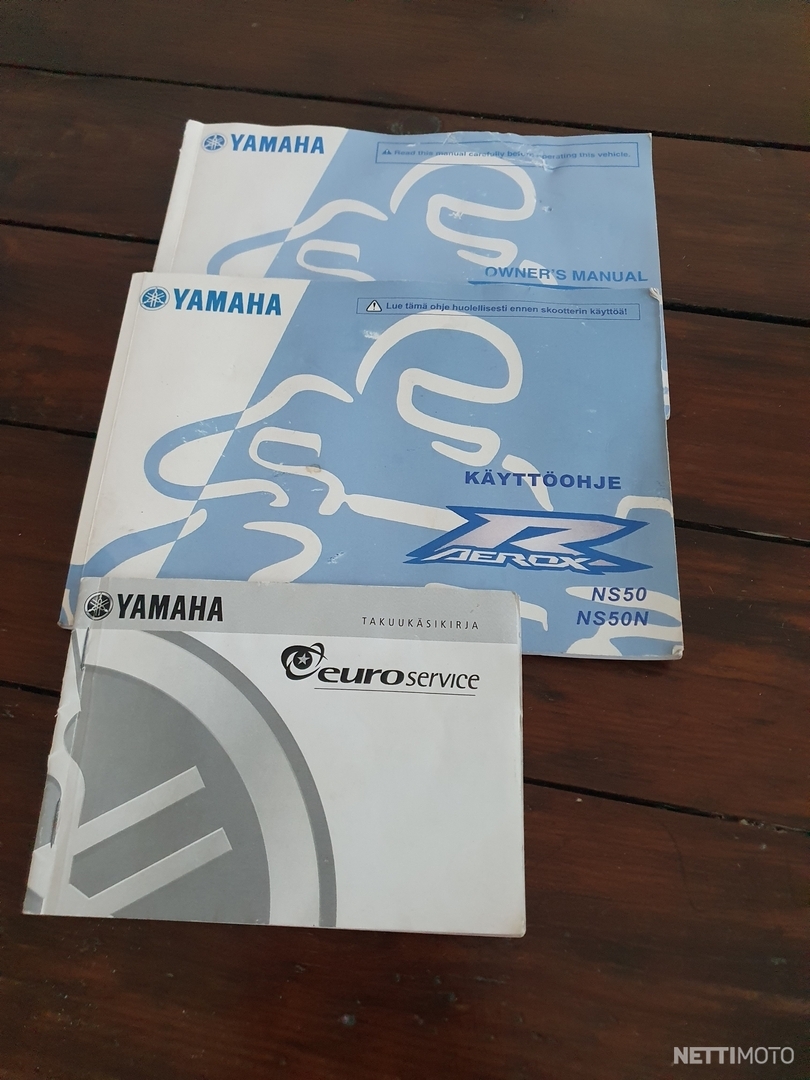 YAMAHA
Read this manual carefully before operating this vehicle.
OWNER'S MANUAL
YAMAHA
Lue tämä ohje huolellisesti ennen skootterin käyttöä!
KÄYTTÖOHJE
R
AEROX
NS50
NS50N
YAMAHA
TAKUUKÄSIKIRJA
euroservice
NETTIMOTO